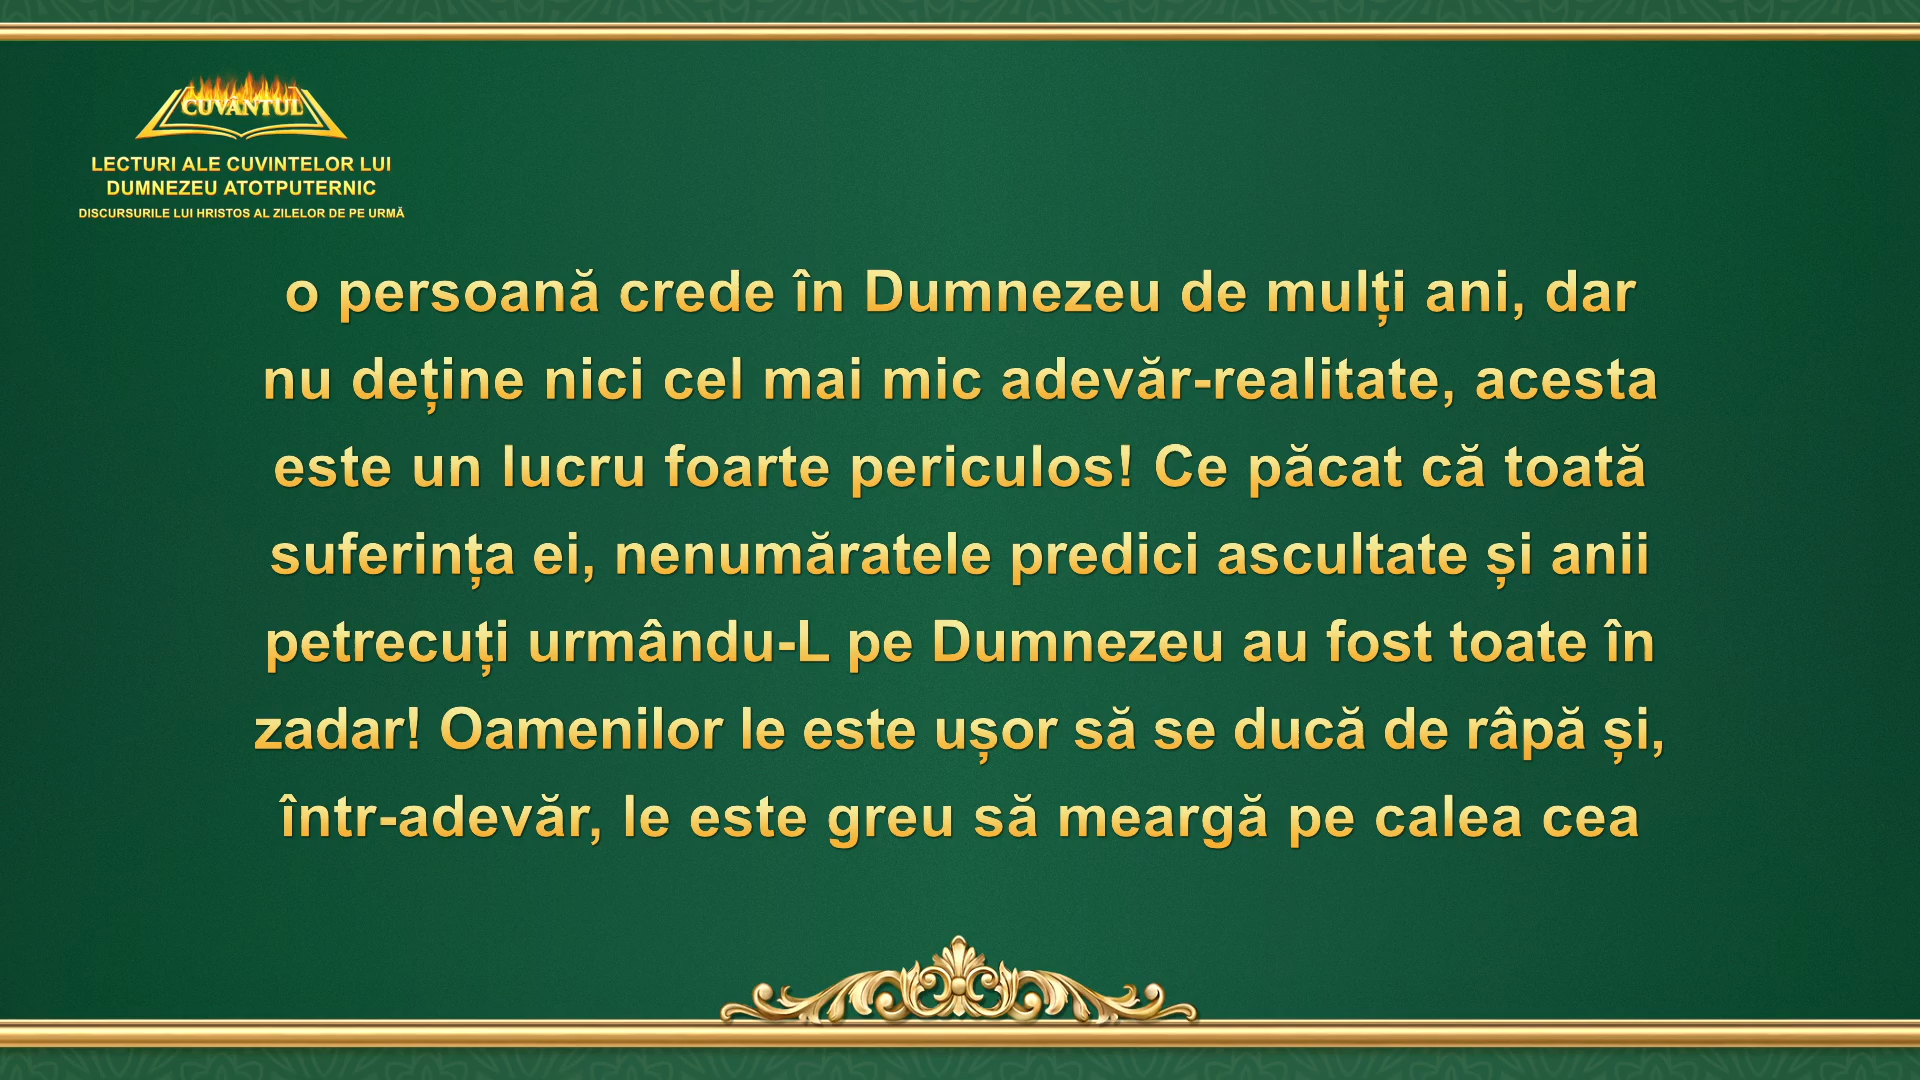 CUVÂNTUL
LECTURI ALE CUVINTELOR LUI
DUMNEZEU ATOTPUTERNIC
DISCURSURILE LUI HRISTOS AL ZILELOR DE PE URMĂ
o persoană crede în Dumnezeu de mulți ani, dar
nu deține nici cel mai mic adevăr-realitate, acesta
este un lucru foarte periculos! Ce păcat că toată
suferința ei, nenumăratele predici ascultate și anii
petrecuți urmându-L pe Dumnezeu au fost toate în
zadar! Oamenilor le este ușor să se ducă de râpă și,
într-adevăr, le este greu să meargă pe calea cea